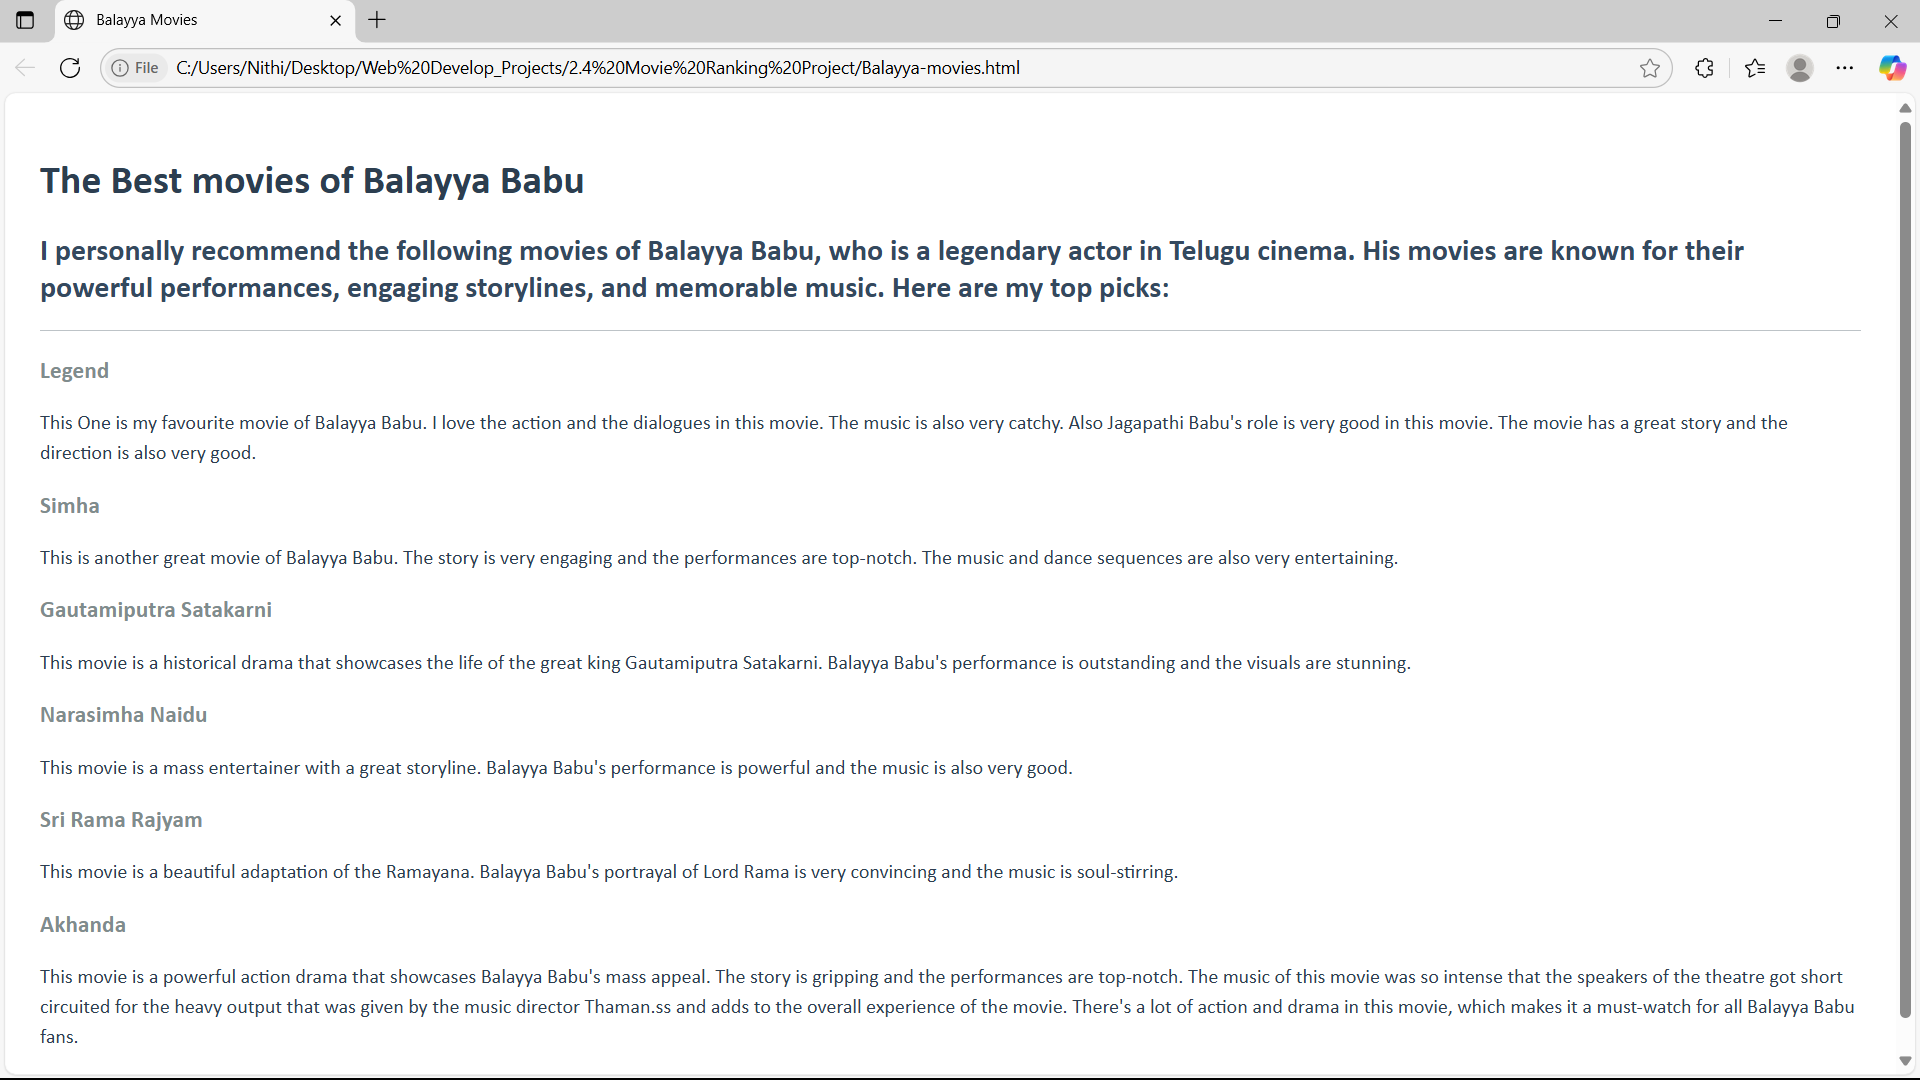 Balayya Movies
File
C:/Users/Nithi/Desktop/Web%20Develop_Projects/2.4%20Movie%20Ranking%20Project/Balayya-movies.html
The Best movies of Balayya Babu
I personally recommend the following movies of Balayya Babu, who is a legendary actor in Telugu cinema. His movies are known for their
powerful performances, engaging storylines, and memorable music. Here are my top picks:
Legend
This One is my favourite movie of Balayya Babu. I love the action and the dialogues in this movie. The music is also very catchy. Also Jagapathi Babu's role is very good in this movie. The movie has a great story and the
direction is also very good.
Simha
This is another great movie of Balayya Babu. The story is very engaging and the performances are top-notch. The music and dance sequences are also very entertaining.
Gautamiputra Satakarni
This movie is a historical drama that showcases the life of the great king Gautamiputra Satakarni. Balayya Babu's performance is outstanding and the visuals are stunning.
Narasimha Naidu
This movie is a mass entertainer with a great storyline. Balayya Babu's performance is powerful and the music is also very good.
Sri Rama Rajyam
This movie is a beautiful adaptation of the Ramayana. Balayya Babu's portrayal of Lord Rama is very convincing and the music is soul-stirring.
Akhanda
This movie is a powerful action drama that showcases Balayya Babu's mass appeal. The story is gripping and the performances are top-notch. The music of this movie was so intense that the speakers of the theatre got short
circuited for the heavy output that was given by the music director Thaman.ss and adds to the overall experience of the movie. There's a lot of action and drama in this movie, which makes it a must-watch for all Balayya Babu
fans.